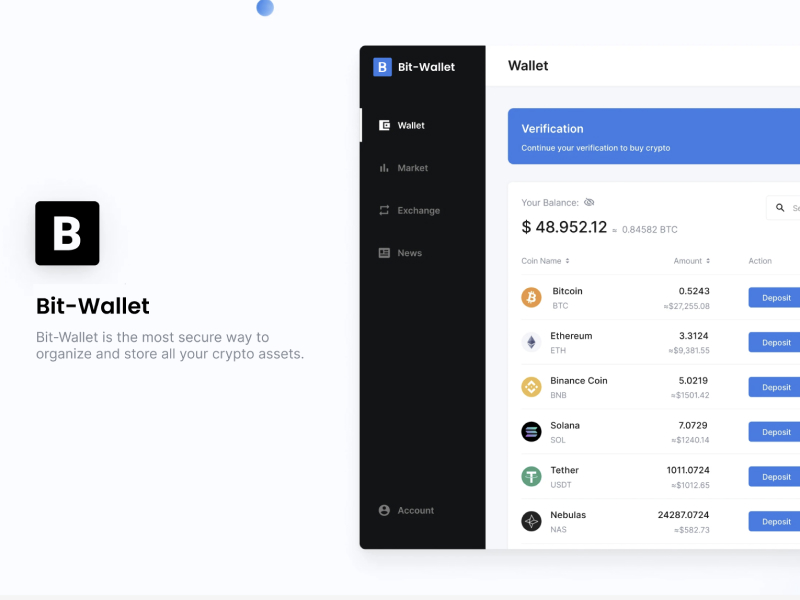 B
Bit-Wallet
Bit-Wallet is the most secure way to
organize and store all your crypto assets.
B Bit-Wallet
Wallet
Market
Exchange
News
Account
Wallet
Verification
Continue your verification to buy crypto
Your Balance:
$ 48.952.12 ≈ 0.84582 BTC
Se
Coin Name Amount Action
Bitcoin 0.5243 Deposit
BTC ≈$27,255.08
Ethereum 3.3124 Deposit
ETH ≈$9,381.55
Binance Coin 5.0219 Deposit
BNB ≈$1501.42
Solana 7.0729 Deposit
SOL ≈$1240.14
Tether 1011.0724 Deposit
USDT ≈$1012.65
Nebulas 24287.0724 Deposit
NAS ≈$582.73